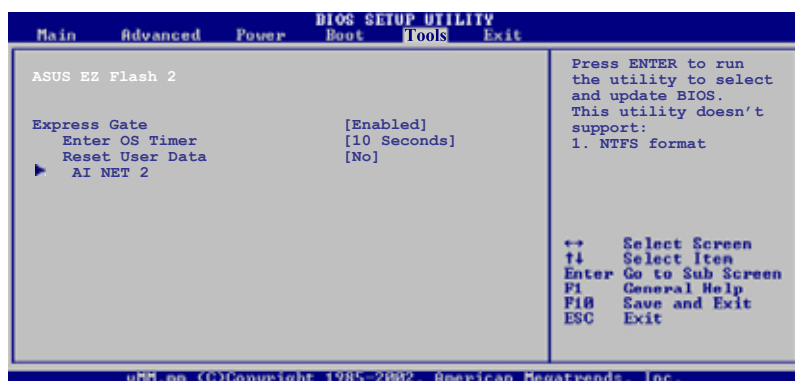 BIOS SETUP UTILITY
Main Advanced Power Boot Tools Exit
ASUS EZ Flash 2
Express Gate [Enabled]
Enter OS Timer [10 Seconds]
Reset User Data [No]
AI NET 2
Press ENTER to run
the utility to select
and update BIOS.
This utility doesn't
support:
1. NTFS format
↔ Select Screen
↑↓ Select Item
Enter Go to Sub Screen
F1 General Help
F10 Save and Exit
ESC Exit
(C)Copyright 1985-2002, American Megatrends, Inc.